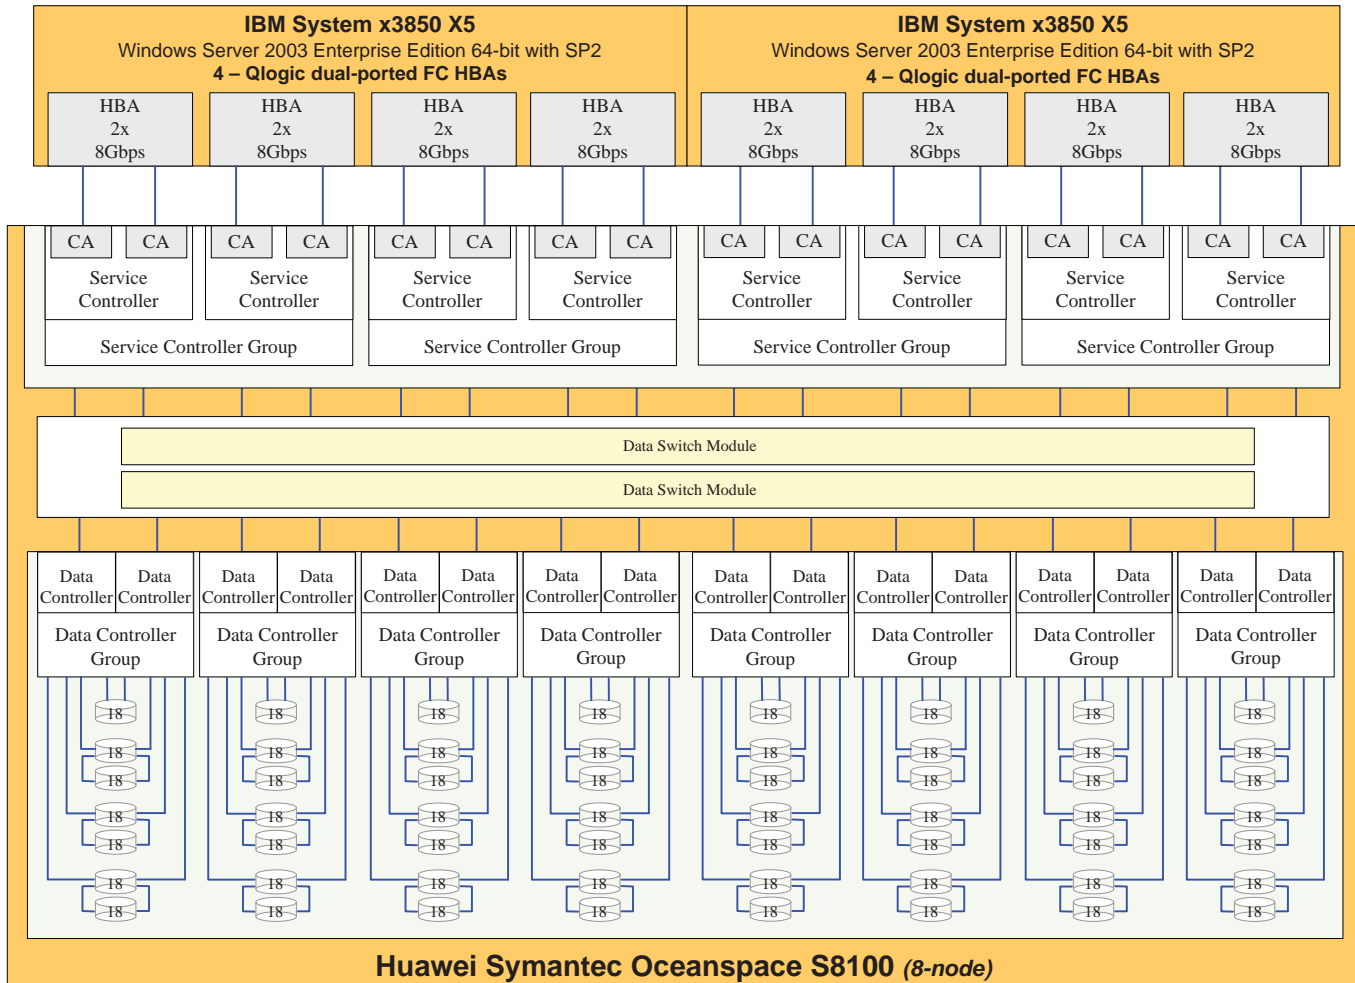 IBM System x3850 X5
Windows Server 2003 Enterprise Edition 64-bit with SP2
4 – Qlogic dual-ported FC HBAs
IBM System x3850 X5
Windows Server 2003 Enterprise Edition 64-bit with SP2
4 – Qlogic dual-ported FC HBAs
HBA HBA HBA HBA HBA HBA HBA HBA
2x 2x 2x 2x 2x 2x 2x 2x
8Gbps 8Gbps 8Gbps 8Gbps 8Gbps 8Gbps 8Gbps 8Gbps
CA CA CA CA CA CA CA CA CA CA CA CA CA CA CA CA
Service Service Service Service Service Service Service Service
Controller Controller Controller Controller Controller Controller Controller Controller
Service Controller Group Service Controller Group Service Controller Group Service Controller Group
Data Switch Module
Data Switch Module
Data Data Data Data Data Data Data Data Data Data Data Data Data Data Data Data
Controller Controller Controller Controller Controller Controller Controller Controller Controller Controller Controller Controller Controller Controller Controller Controller
Data Controller Data Controller Data Controller Data Controller Data Controller Data Controller Data Controller Data Controller
Group Group Group Group Group Group Group Group
18 18 18 18 18 18 18 18
18 18 18 18 18 18 18 18
18 18 18 18 18 18 18 18
18 18 18 18 18 18 18 18
18 18 18 18 18 18 18 18
18 18 18 18 18 18 18 18
18 18 18 18 18 18 18 18
Huawei Symantec Oceanspace S8100 (8-node)